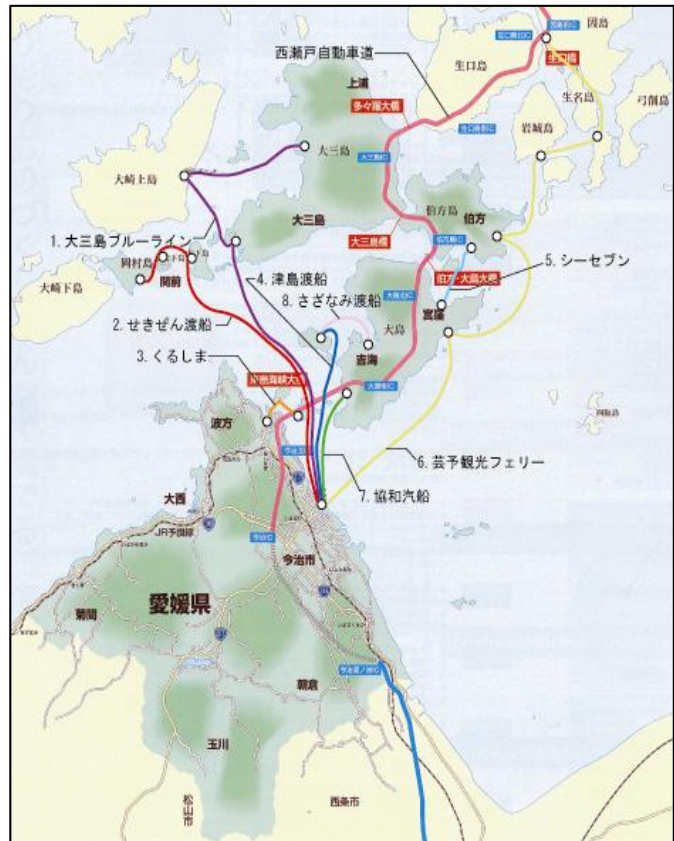 因島
西瀬戸自動車道
生口島
生口橋
上浦
多々羅大橋
生名島
弓削島
岩城島
大三島IC
大三島
大崎上島
伯方島
伯方
大三島
大三島橋
1.大三島ブルーライン
岡村島
関前
4.津島渡船
5.シーセブン
伯方・大島大橋
大崎下島
8.さざなみ渡船
宮窪
2.せきぜん渡船
大島
吉海
3.くるしま
波方
6.芸予観光フェリー
7.協和汽船
大西
JR予讃線
今治市
愛媛県
菊間
朝倉
玉川
西条市
松山市